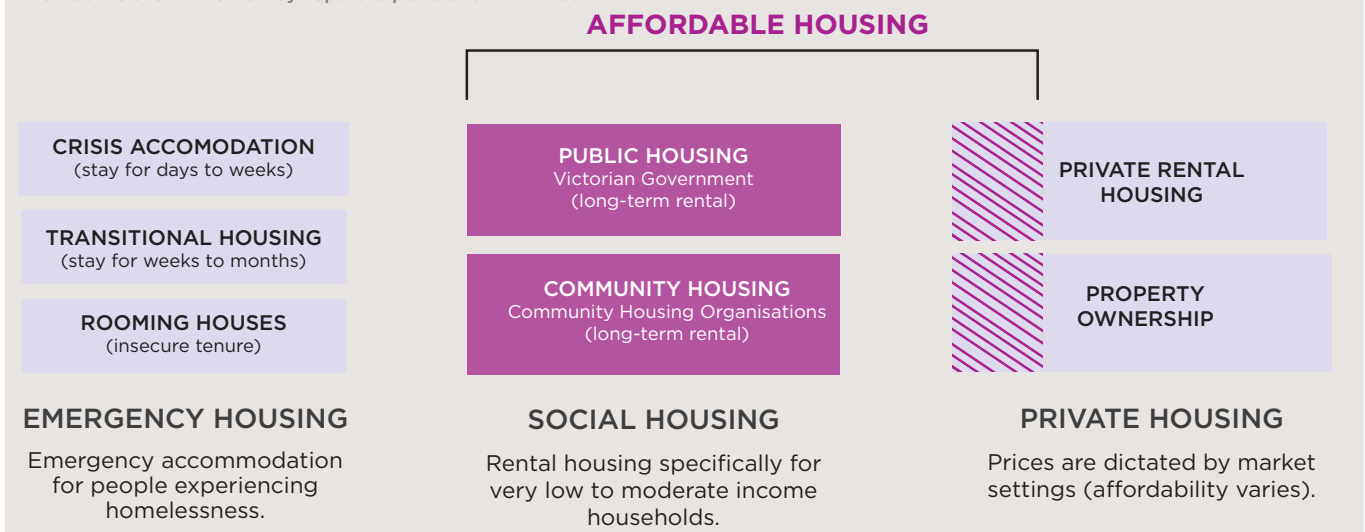 AFFORDABLE HOUSING
CRISIS ACCOMODATION
(stay for days to weeks)
TRANSITIONAL HOUSING
(stay for weeks to months)
ROOMING HOUSES
(insecure tenure)
EMERGENCY HOUSING
Emergency accommodation
for people experiencing
homelessness.
PUBLIC HOUSING
Victorian Government
(long-term rental)
COMMUNITY HOUSING
Community Housing Organisations
(long-term rental)
SOCIAL HOUSING
Rental housing specifically for
very low to moderate income
households.
PRIVATE RENTAL
HOUSING
PROPERTY
OWNERSHIP
PRIVATE HOUSING
Prices are dictated by market
settings (affordability varies).